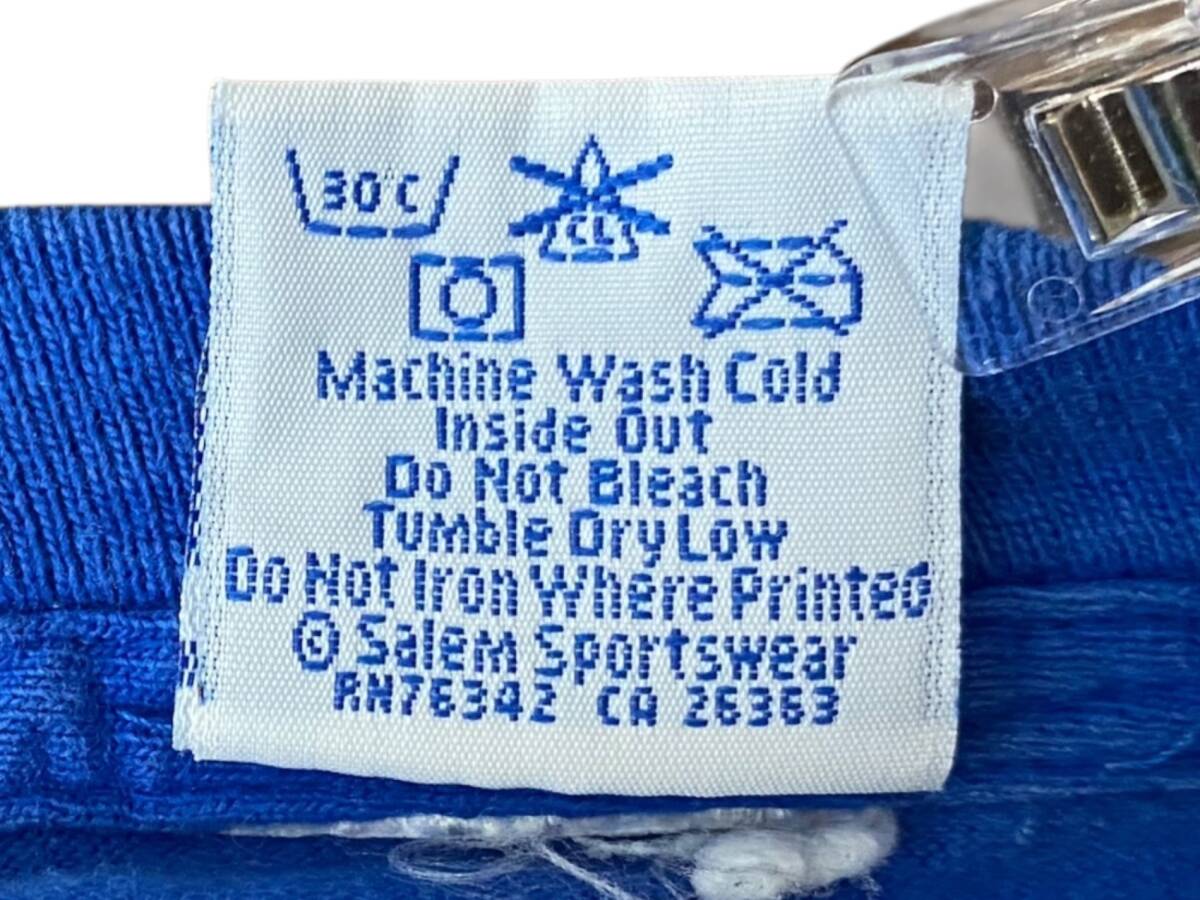 30°C
CL
Machine Wash Cold
Inside Out
Do Not Bleach
Tumble Dry Low
Do Not Iron Where Printed
© Salem Sportswear
RN76342 CA 26363